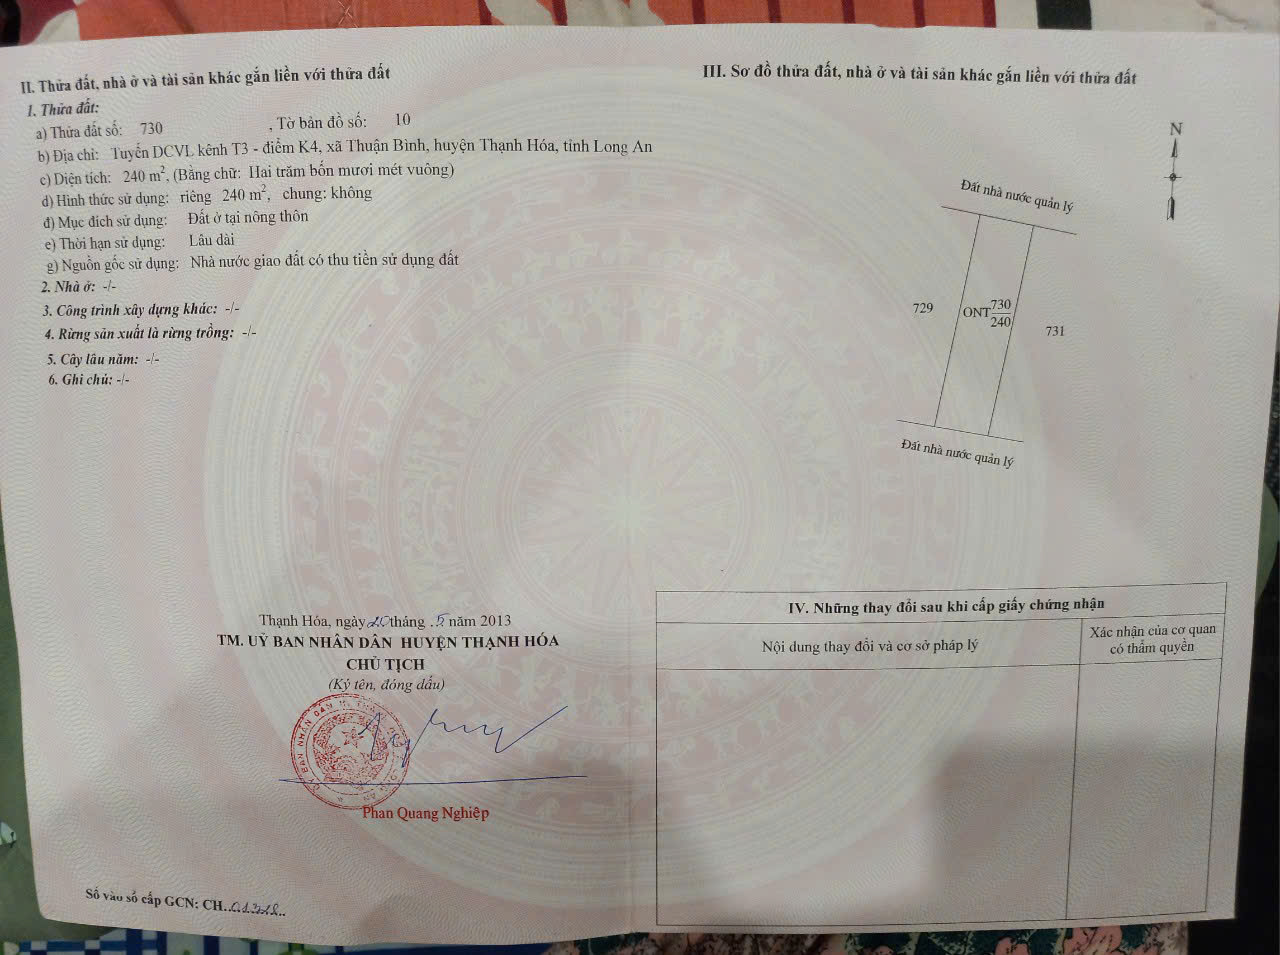 II. Thửa đất, nhà ở và tài sản khác gắn liền với thửa đất
1. Thửa đất:
a) Thửa đất số: 730 , Tờ bản đồ số: 10
b) Địa chỉ: Tuyến DCVL kênh T3 - điểm K4, xã Thuận Bình, huyện Thạnh Hóa, tỉnh Long An
c) Diện tích: 240 m², (Bằng chữ: Hai trăm bốn mươi mét vuông)
d) Hình thức sử dụng: riêng 240 m², chung: không
đ) Mục đích sử dụng: Đất ở tại nông thôn
e) Thời hạn sử dụng: Lâu dài
g) Nguồn gốc sử dụng: Nhà nước giao đất có thu tiền sử dụng đất
2. Nhà ở: -/-
3. Công trình xây dựng khác: -/-
4. Rừng sản xuất là rừng trồng: -/-
5. Cây lâu năm: -/-
6. Ghi chú: -/-
Thạnh Hóa, ngày 20 tháng .5 năm 2013
TM. UỶ BAN NHÂN DÂN HUYỆN THẠNH HÓA
CHỦ TỊCH
(Ký tên, đóng dấu)
Phan Quang Nghiệp
Số vào sổ cấp GCN: CH..
III. Sơ đồ thửa đất, nhà ở và tài sản khác gắn liền với thửa đất
N
Đất nhà nước quản lý
729
ONT 730
240
731
Đất nhà nước quản lý
IV. Những thay đổi sau khi cấp giấy chứng nhận
Nội dung thay đổi và cơ sở pháp lý
Xác nhận của cơ quan
có thẩm quyền